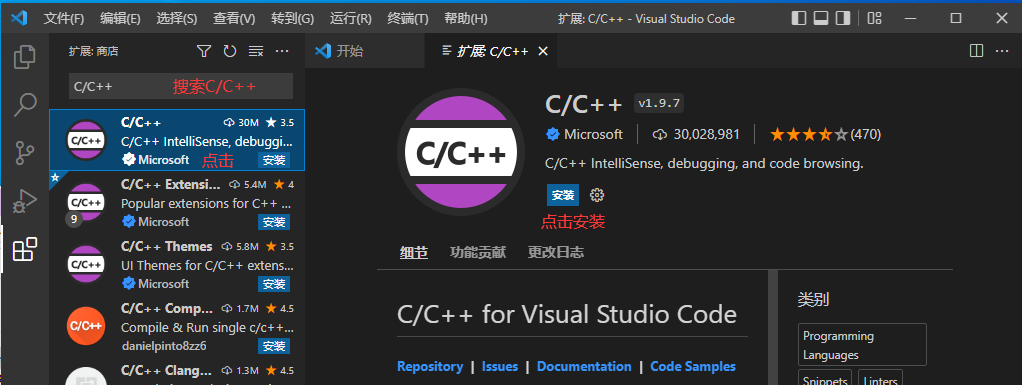 文件(F) 编辑(E) 选择(S) 查看(V) 转到(G) 运行(R) 终端(T) 帮助(H) 扩展: C/C++ - Visual Studio Code
扩展: 商店
开始
扩展: C/C++
C/C++ 搜索C/C++
C/C++ 30M 3.5
C/C++ IntelliSense, debuggi...
Microsoft 点击 安装
C/C++ Extensi... 5.4M 4
Popular extensions for C++ ...
9 Microsoft 安装
C/C++ Themes 5.8M 3.5
UI Themes for C/C++ extens...
Microsoft 安装
C/C++ Comp... 1.7M 4.5
Compile & Run single c/c++...
danielpinto8zz6 安装
C/C++ Clang... 1.3M 4.5
C/C++
C/C++
C/C++
C/C++
C/C++
C/C++ v1.9.7
Microsoft 30,028,981 (470)
C/C++ IntelliSense, debugging, and code browsing.
安装
点击安装
细节 功能贡献 更改日志
C/C++ for Visual Studio Code
Repository | Issues | Documentation | Code Samples
类别
Programming
Languages
Snippets Linters